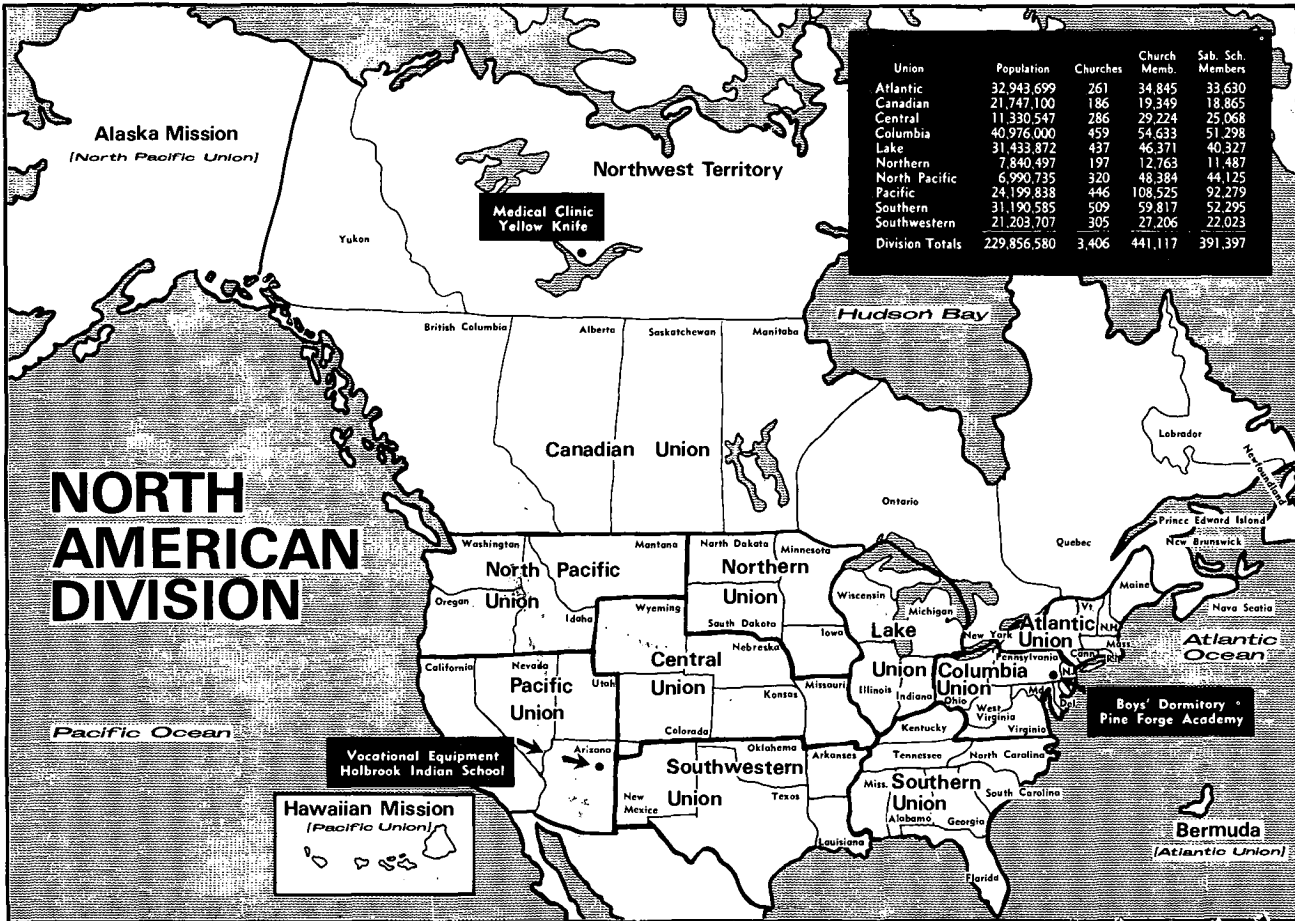 Union Population Churches Church Memb. Sab. Sch. Members
Atlantic 32,943,699 261 34,845 33,630
Canadian 21,747,100 186 19,349 18,865
Central 11,330,547 286 29,224 25,068
Columbia 40,976,000 459 54,633 51,298
Lake 31,433,872 437 46,371 40,327
Northern 7,840,497 197 12,763 11,487
North Pacific 6,990,735 320 48,384 44,125
Pacific 24,199,838 446 108,525 92,279
Southern 31,190,585 509 59,817 52,295
Southwestern 21,203,707 305 27,206 22,023
Division Totals 229,856,580 3,406 441,117 391,397
Alaska Mission
[North Pacific Union]
Northwest Territory
Medical Clinic
Yellow Knife
Yukon
Hudson Bay
British Columbia
Alberta
Saskatchewan
Manitaba
Canadian Union
Labrador
Newfoundland
Ontario
Quebec
Prince Edward Island
New Brunswick
Nava Scatia
NORTH
AMERICAN
DIVISION
Washington
Mantana
North Pacific
Union
Oregan
Idaho
North Dakota
Minnesota
Northern
Union
South Dakota
Iowa
Wisconsin
Michigan
Lake
Union
Illinois
Indiana
Maine
Vt.
N.H.
Atlantic
Union
New York
Mass.
Cann.
R.I.
Atlantic
Ocean
Wyoming
Nebreska
Central
Union
Kansas
Missouri
Colorada
Pennsylvania
N.J.
Columbia
Union
Ohio
Md.
Del.
West
Virginia
Virginia
Kentucky
Boys' Dormitory
Pine Forge Academy
California
Nevada
Utah
Pacific
Union
Arizona
Pacific Ocean
Vocational Equipment
Holbrook Indian School
Oklahoma
Arkansas
Southwestern
Union
New
Mexico
Texos
Louisiana
Tennessee
North Carolina
Miss.
Southern
Union
South Carolina
Alabamo
Georgia
Florida
Hawaiian Mission
[Pacific Union]
Bermuda
[Atlantic Union]